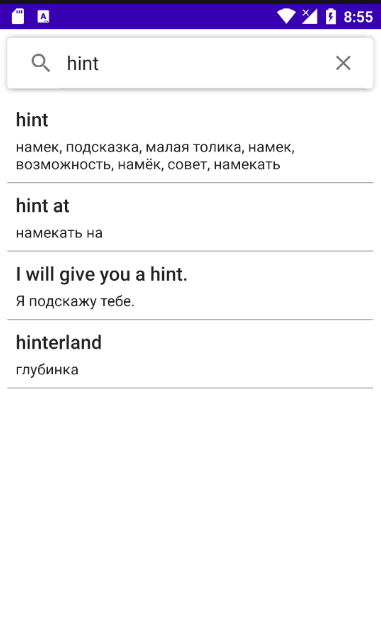 8:55
hint
hint
намек, подсказка, малая толика, намек,
возможность, намёк, совет, намекать
hint at
намекать на
I will give you a hint.
Я подскажу тебе.
hinterland
глубинка